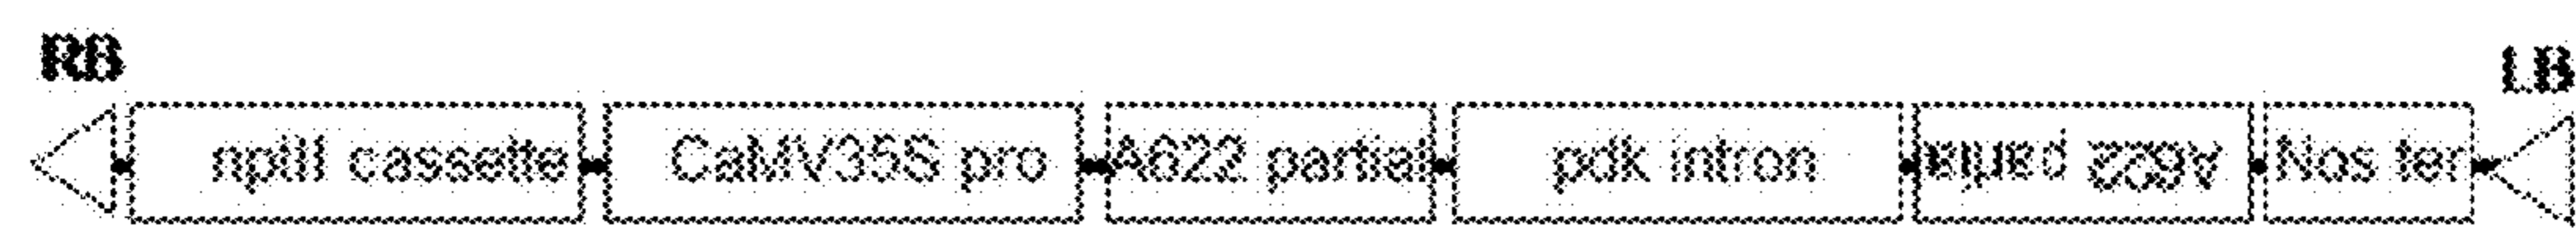 RB
LB
nptII cassette
CaMV35S pro
A622 partial
pdk intron
A622 partial
Nos ter